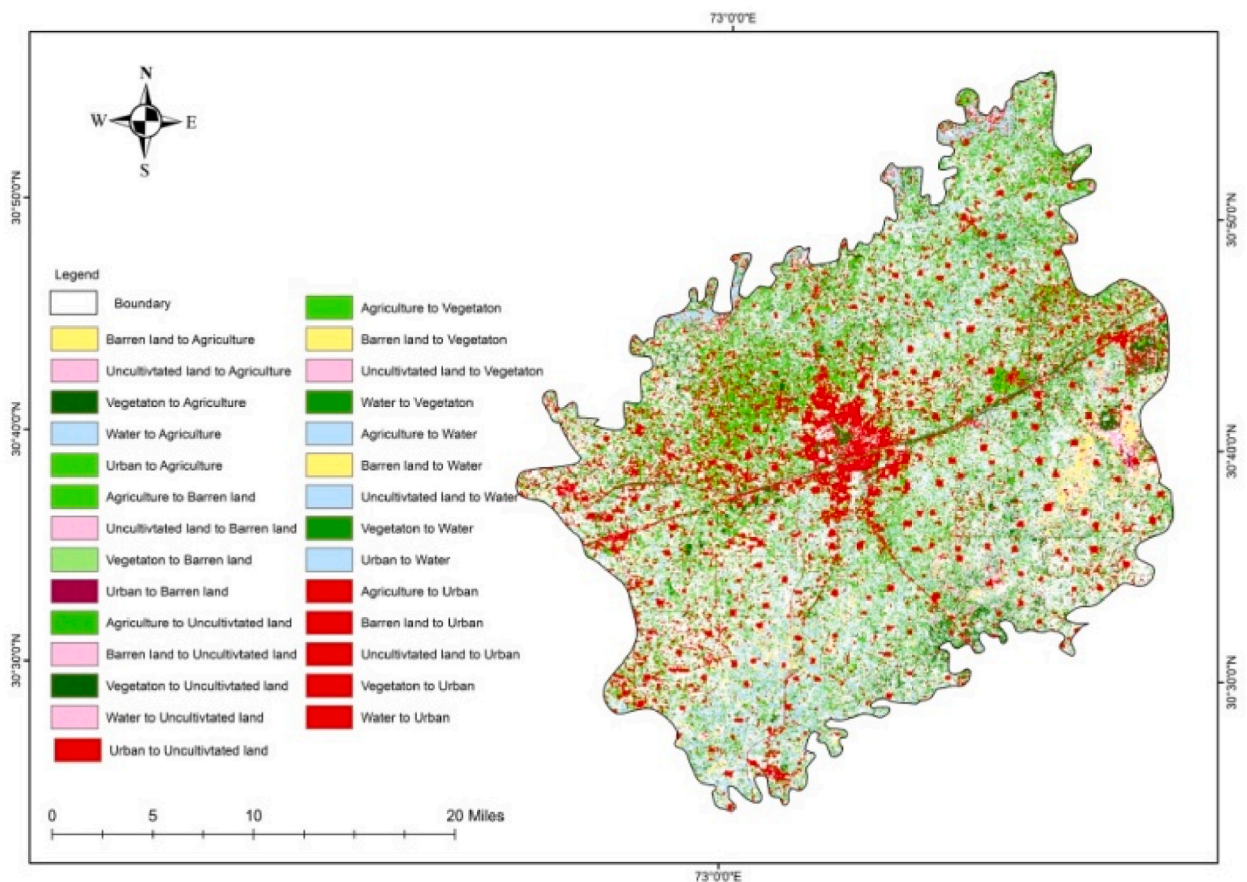 73°0'0"E
N
W
E
S
30°50'0"N
30°50'0"N
30°40'0"N
30°40'0"N
30°30'0"N
30°30'0"N
Legend
Boundary
Barren land to Agriculture
Uncultivtated land to Agriculture
Vegetaton to Agriculture
Water to Agriculture
Urban to Agriculture
Agriculture to Barren land
Uncultivtated land to Barren land
Vegetaton to Barren land
Urban to Barren land
Agriculture to Uncultivtated land
Barren land to Uncultivtated land
Vegetaton to Uncultivtated land
Water to Uncultivtated land
Urban to Uncultivtated land
Agriculture to Vegetaton
Barren land to Vegetaton
Uncultivtated land to Vegetaton
Water to Vegetaton
Agriculture to Water
Barren land to Water
Uncultivtated land to Water
Vegetaton to Water
Urban to Water
Agriculture to Urban
Barren land to Urban
Uncultivtated land to Urban
Vegetaton to Urban
Water to Urban
0 5 10 20 Miles
73°0'0"E